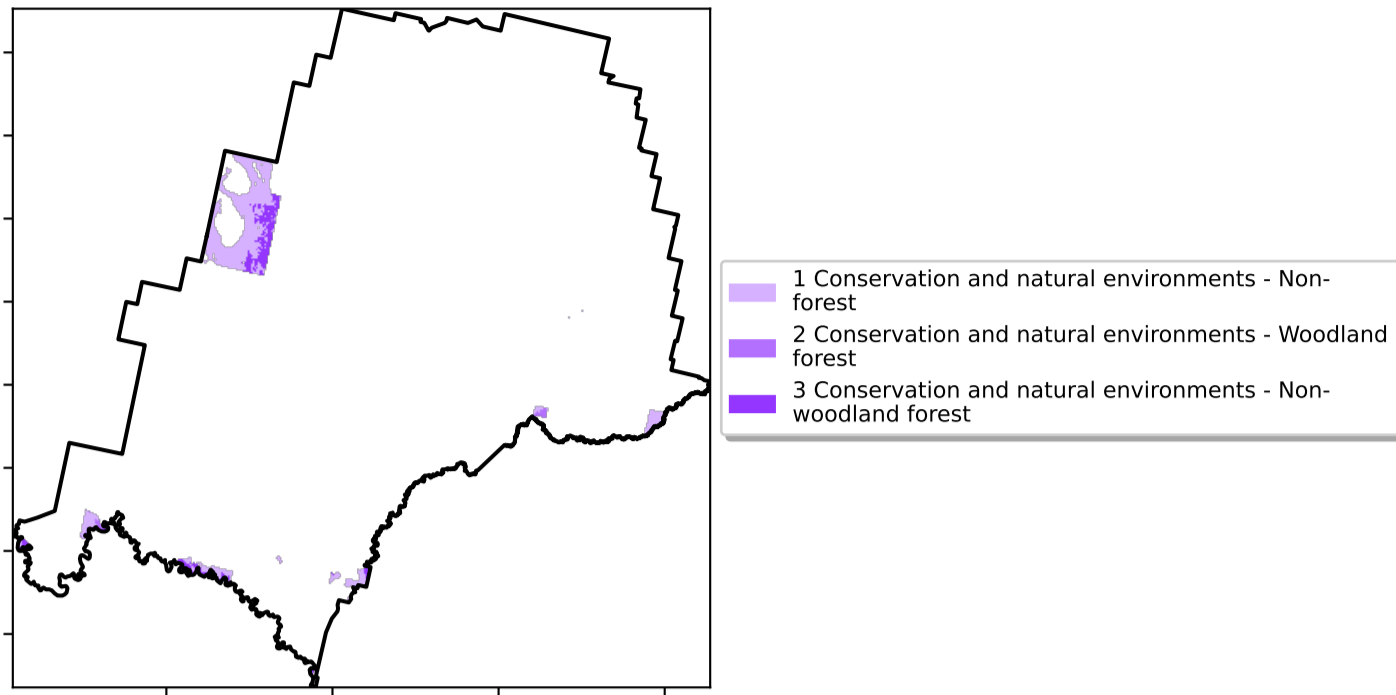 1 Conservation and natural environments - Non-
forest
2 Conservation and natural environments - Woodland
forest
3 Conservation and natural environments - Non-
woodland forest